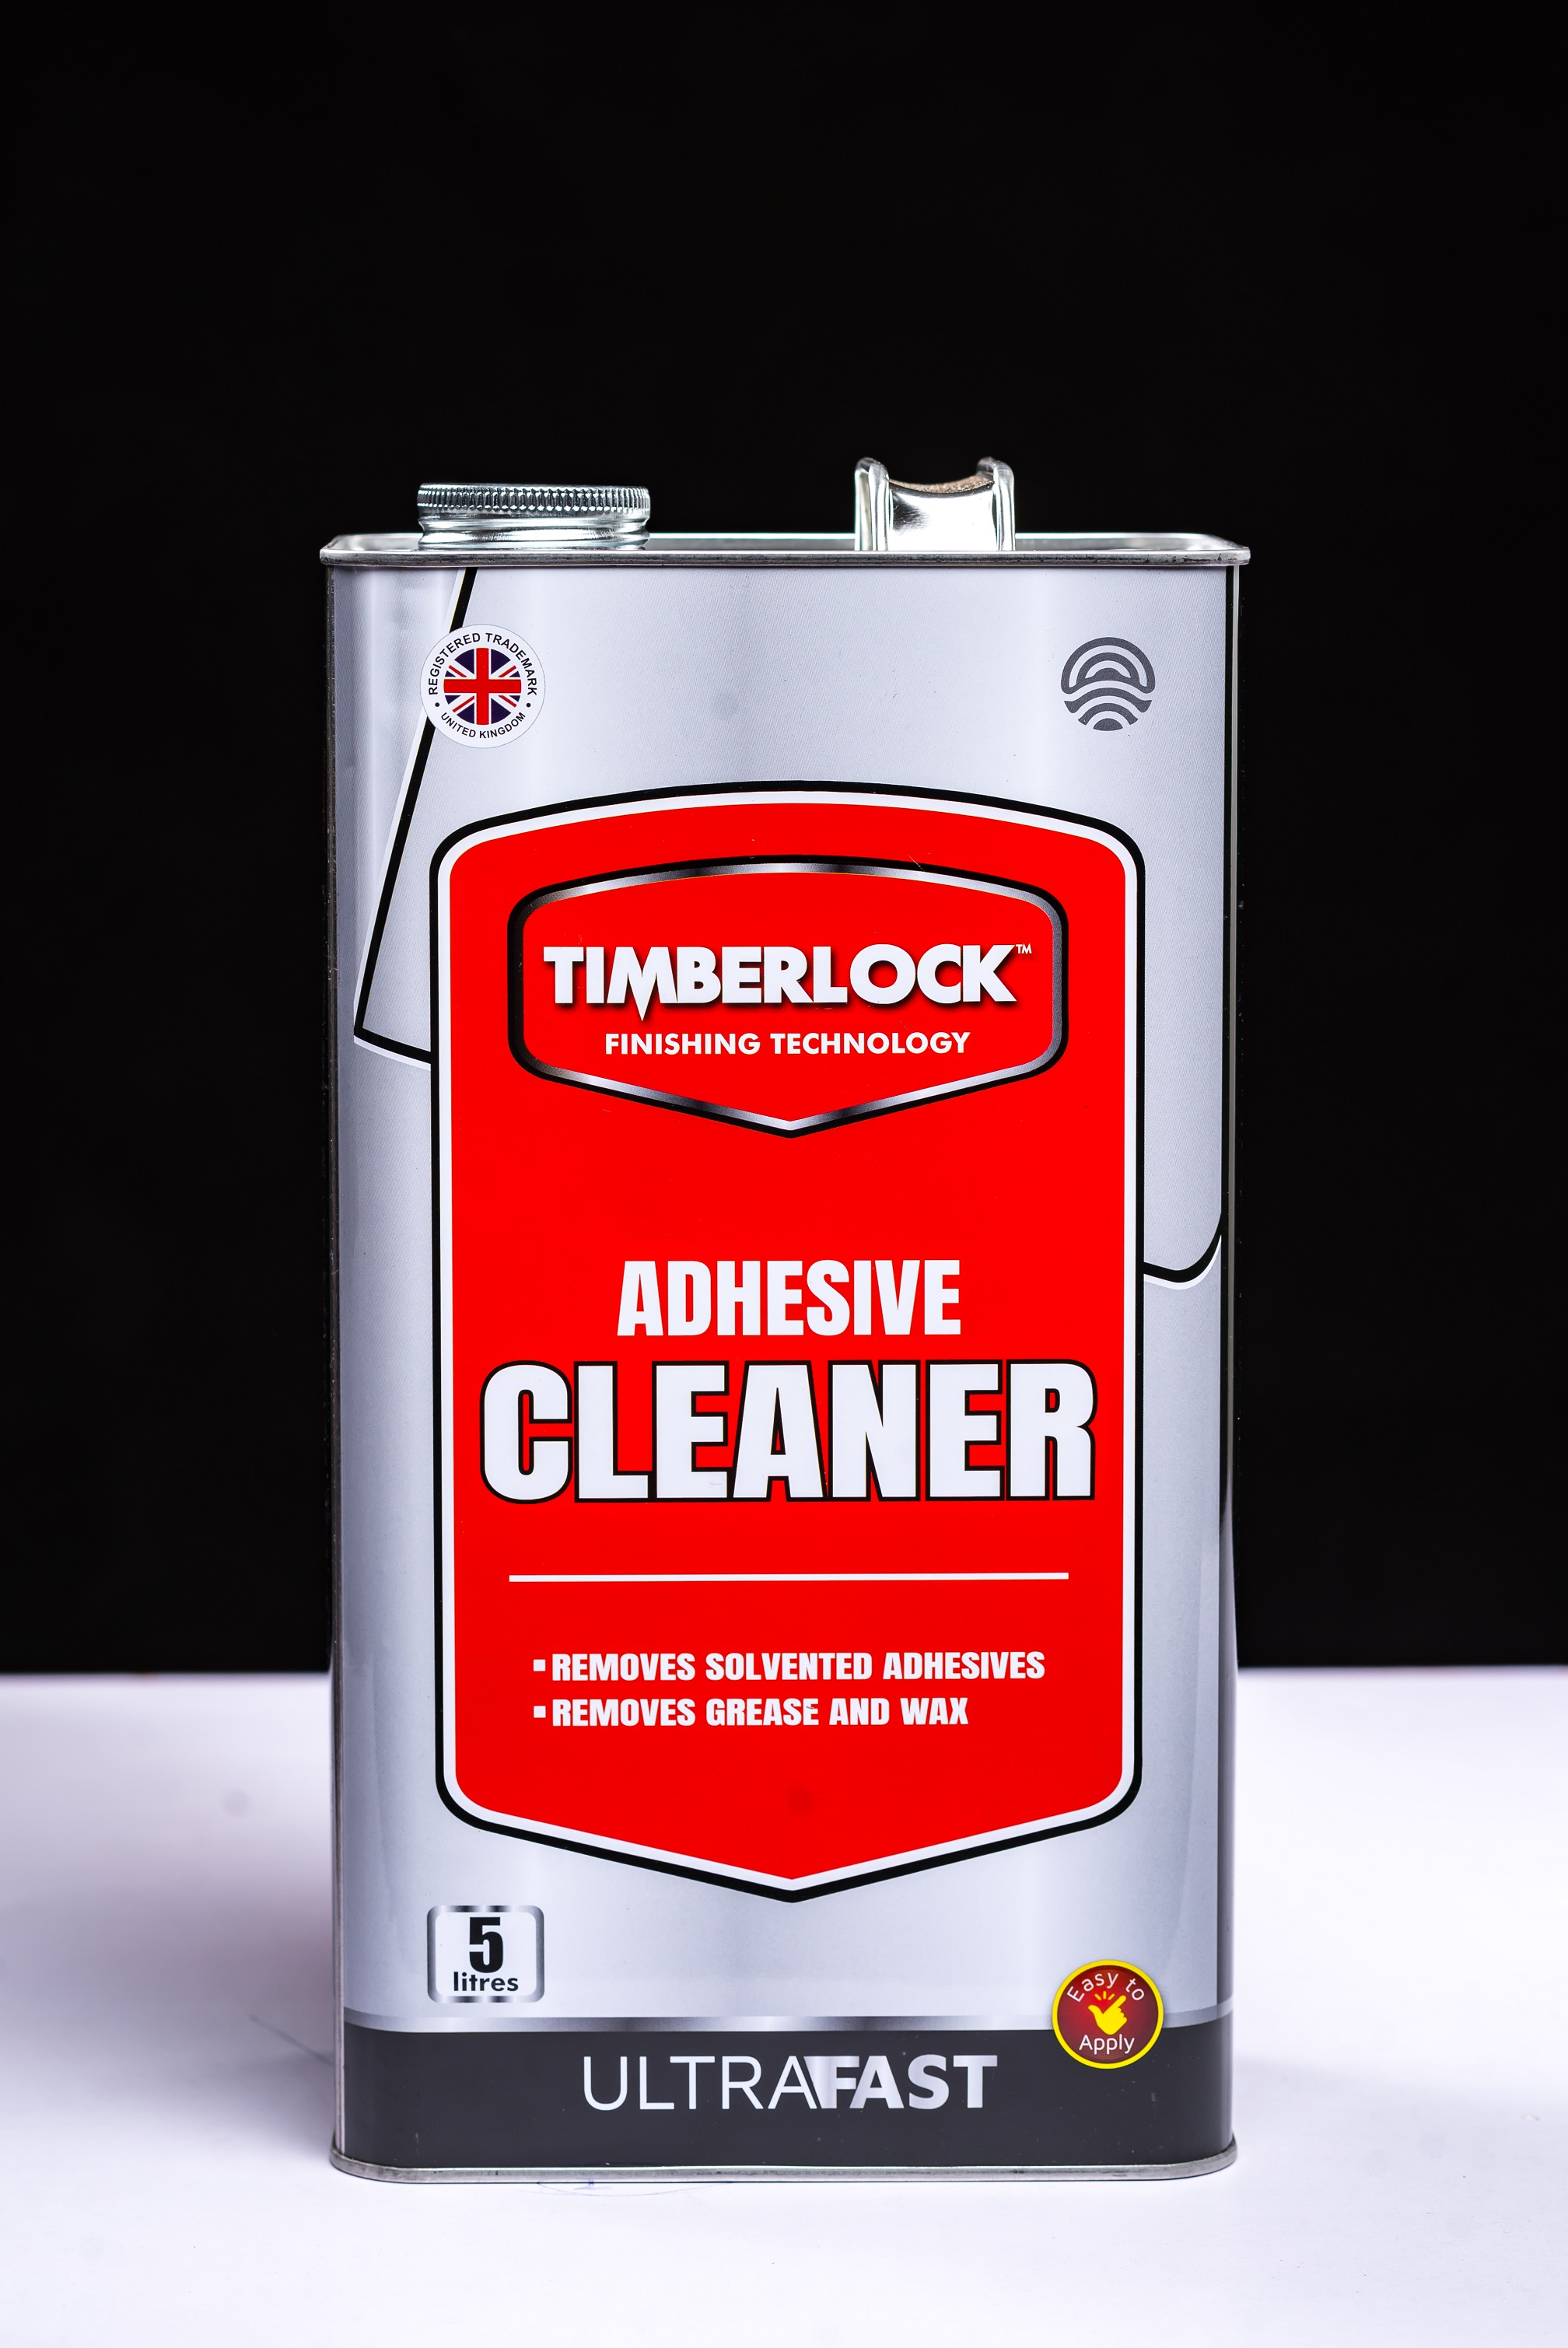 REGISTERED TRADEMARK
• UNITED KINGDOM •
TIMBERLOCK™
FINISHING TECHNOLOGY
ADHESIVE
CLEANER
▪ REMOVES SOLVENTED ADHESIVES
▪ REMOVES GREASE AND WAX
5
litres
Easy to
Apply
ULTRAFAST